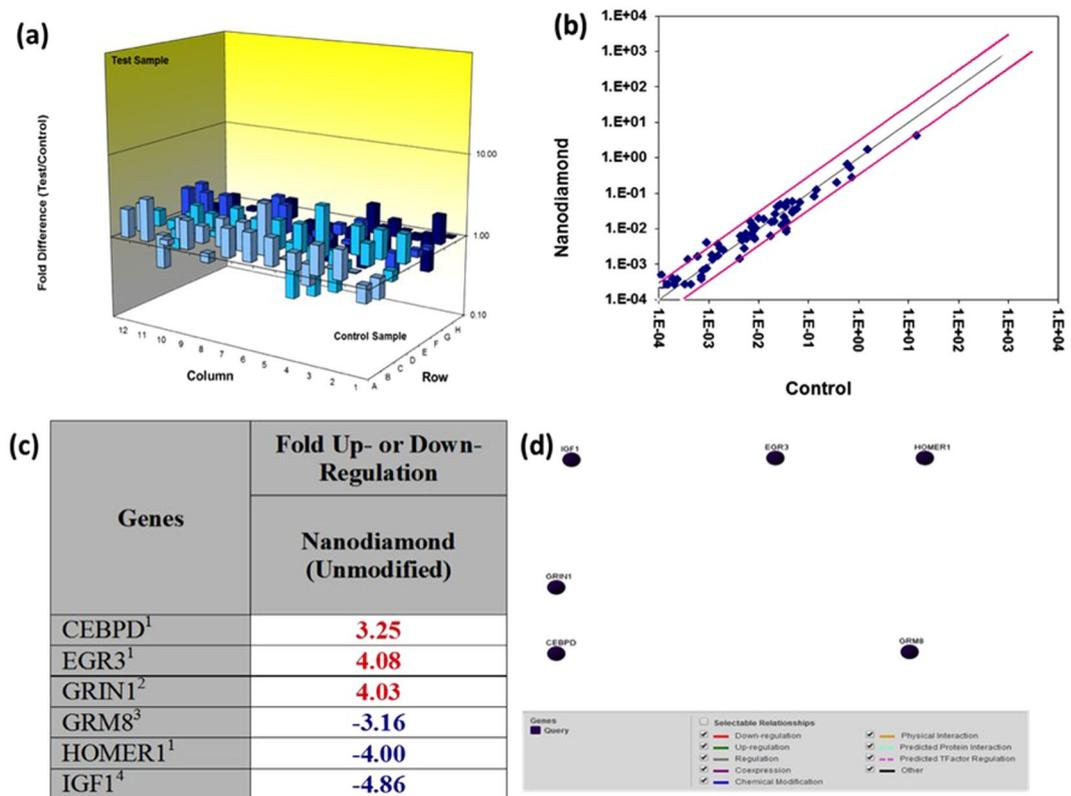 (a)
Test Sample
Fold Difference (Test/Control)
10.00
1.00
0.10
Control Sample
12 11 10 9 8 7 6 5 4 3 2 1
A B C D E F G H
Column
Row
(b)
1.E+04
1.E+03
1.E+02
1.E+01
1.E+00
1.E-01
1.E-02
1.E-03
1.E-04
Nanodiamond
1.E-04 1.E-03 1.E-02 1.E-01 1.E+00 1.E+01 1.E+02 1.E+03 1.E+04
Control
(c)
Genes
Fold Up- or Down-
Regulation
Nanodiamond
(Unmodified)
CEBPD¹ 3.25
EGR3¹ 4.08
GRIN1² 4.03
GRM8³ -3.16
HOMER1¹ -4.00
IGF1⁴ -4.86
(d)
IGF1 EGR3 HOMER1
GRIN1
CEBPD GRM8
Genes
Query
Selectable Relationships
Down-regulation
Up-regulation
Regulation
Coexpression
Chemical Modification
Physical Interaction
Predicted Protein Interaction
Predicted TFactor Regulation
Other